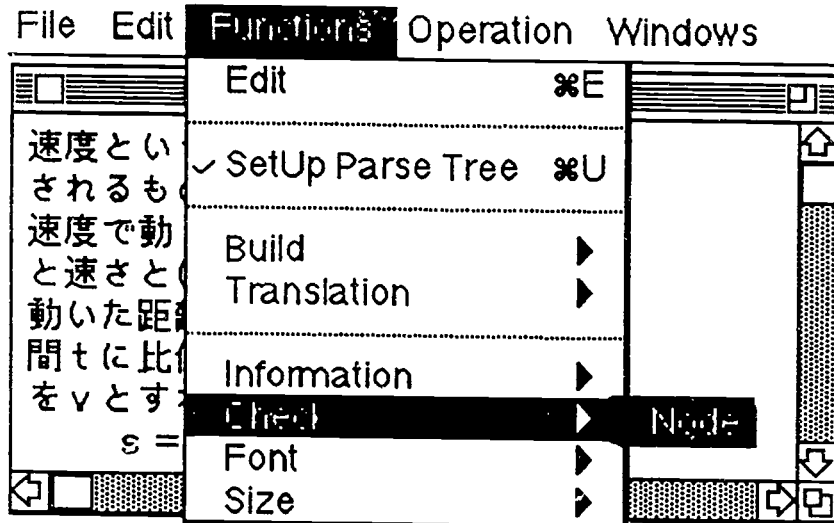 File Edit Functions Operation Windows
Edit ⌘E
✓ SetUp Parse Tree ⌘U
Build
Translation
Information
Check
Node
Font
Size
速度とい
されるも
速度で動
と速さと
動いた距
間tに比
をvとす
s =